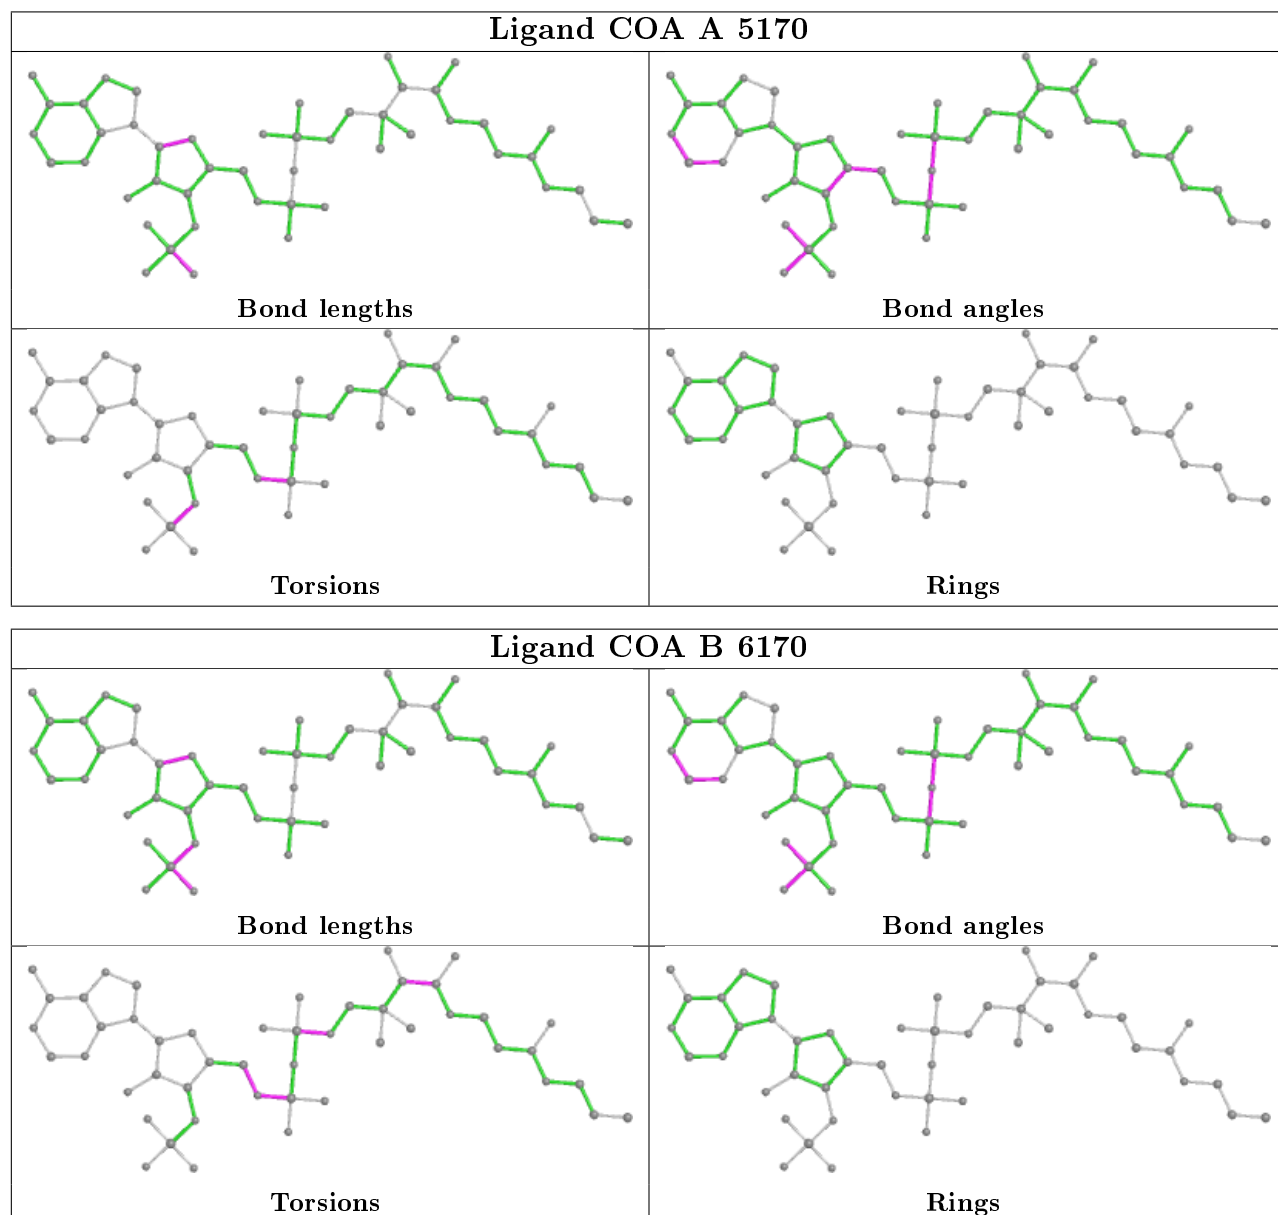 Ligand COA A 5170
Bond lengths
Bond angles
Torsions
Rings
Ligand COA B 6170
Bond lengths
Bond angles
Torsions
Rings